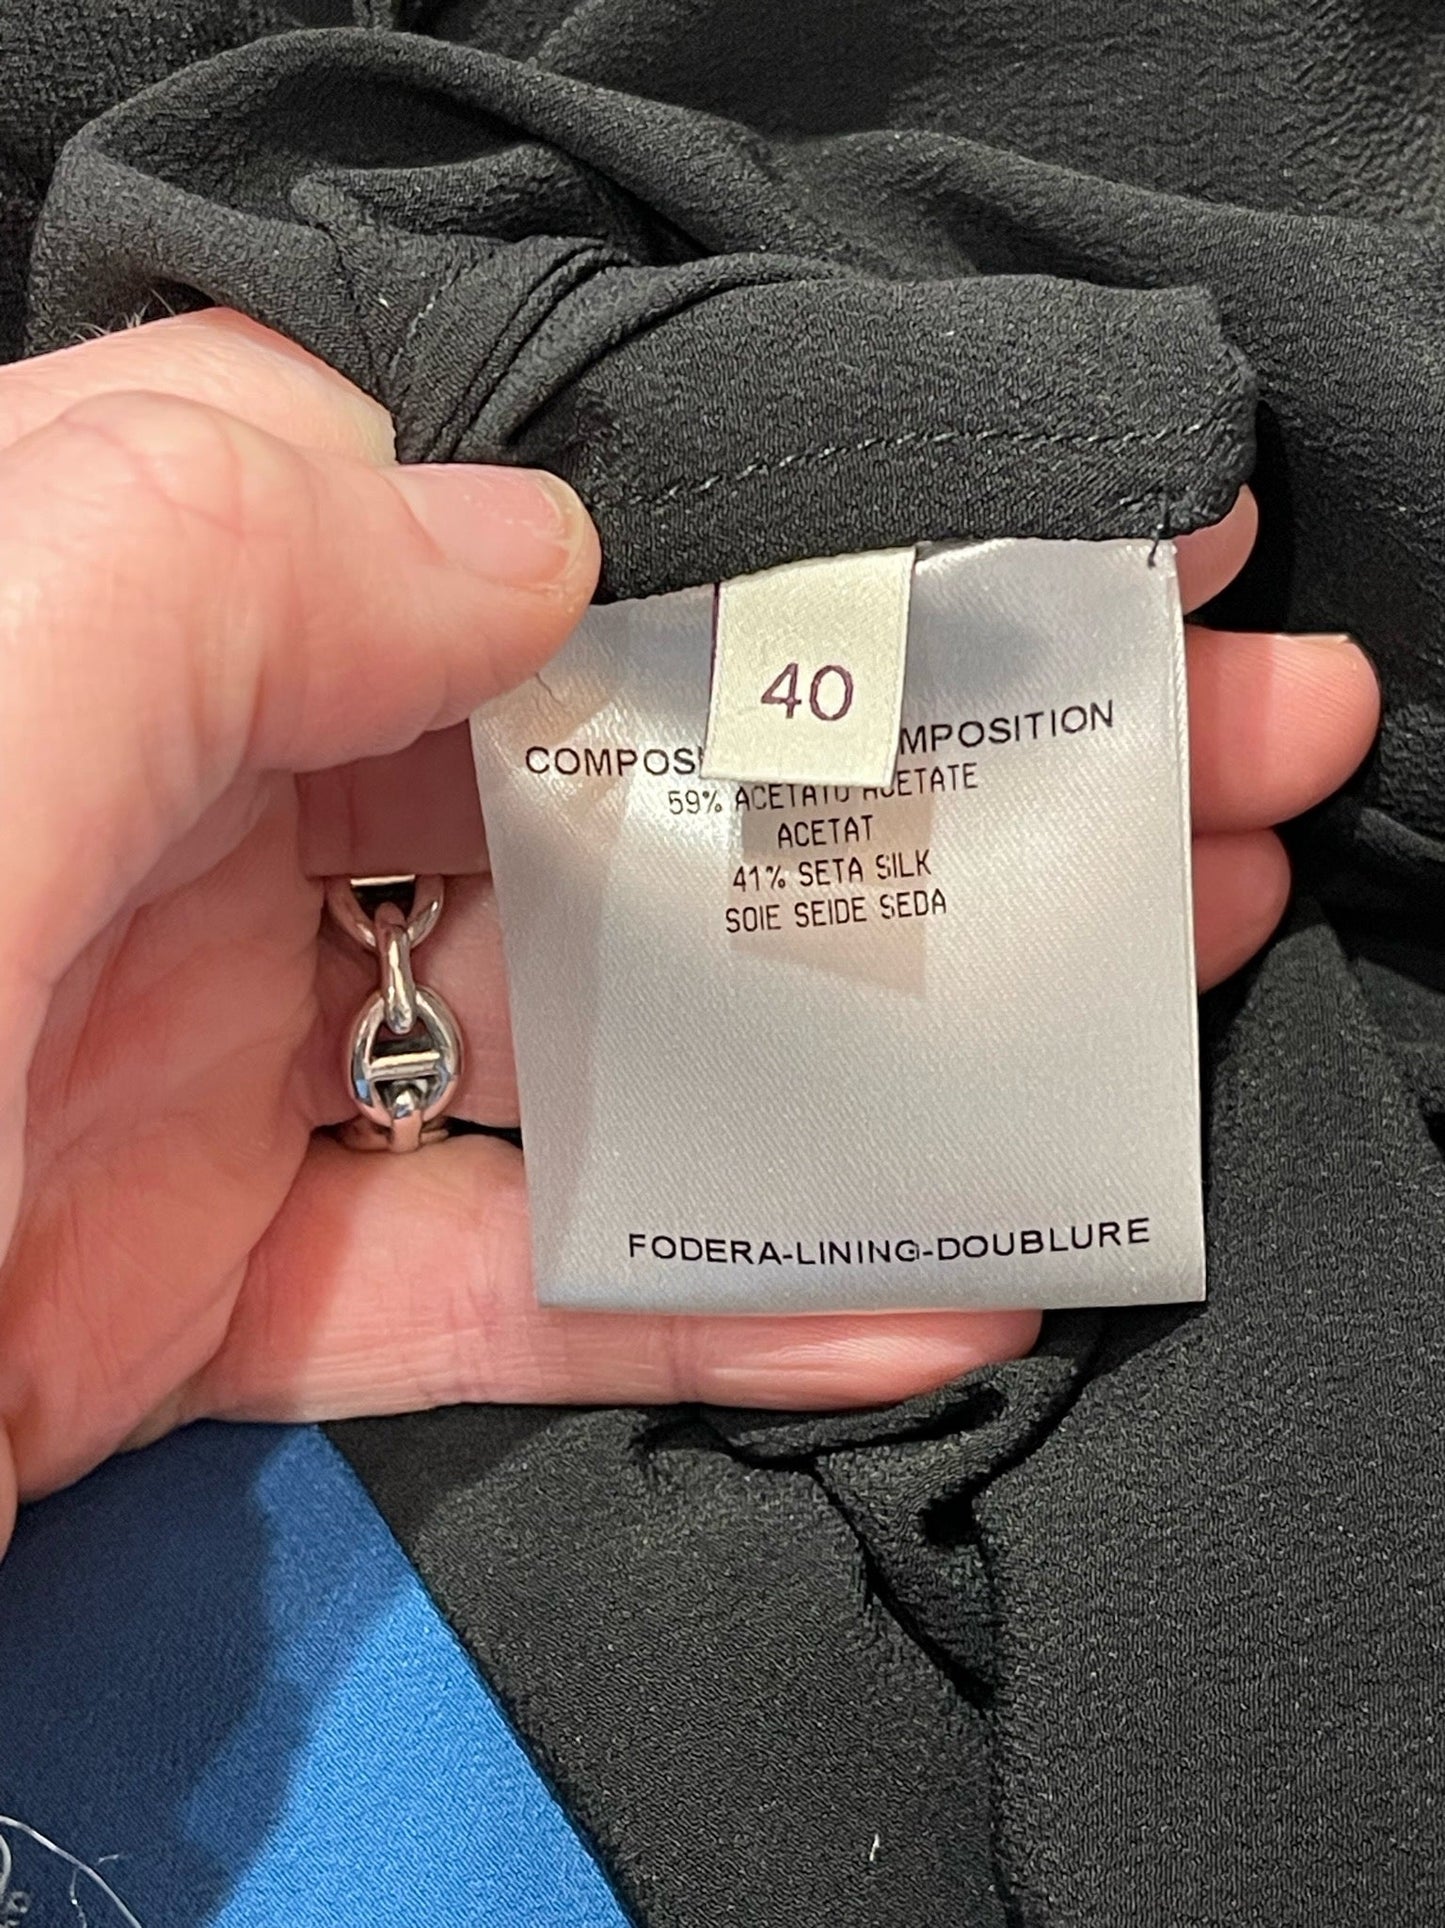 40
COMPOS MPOSITION
59% ACETATO ACETATE
ACETAT
41% SETA SILK
SOIE SEIDE SEDA
FODERA-LINING-DOUBLURE